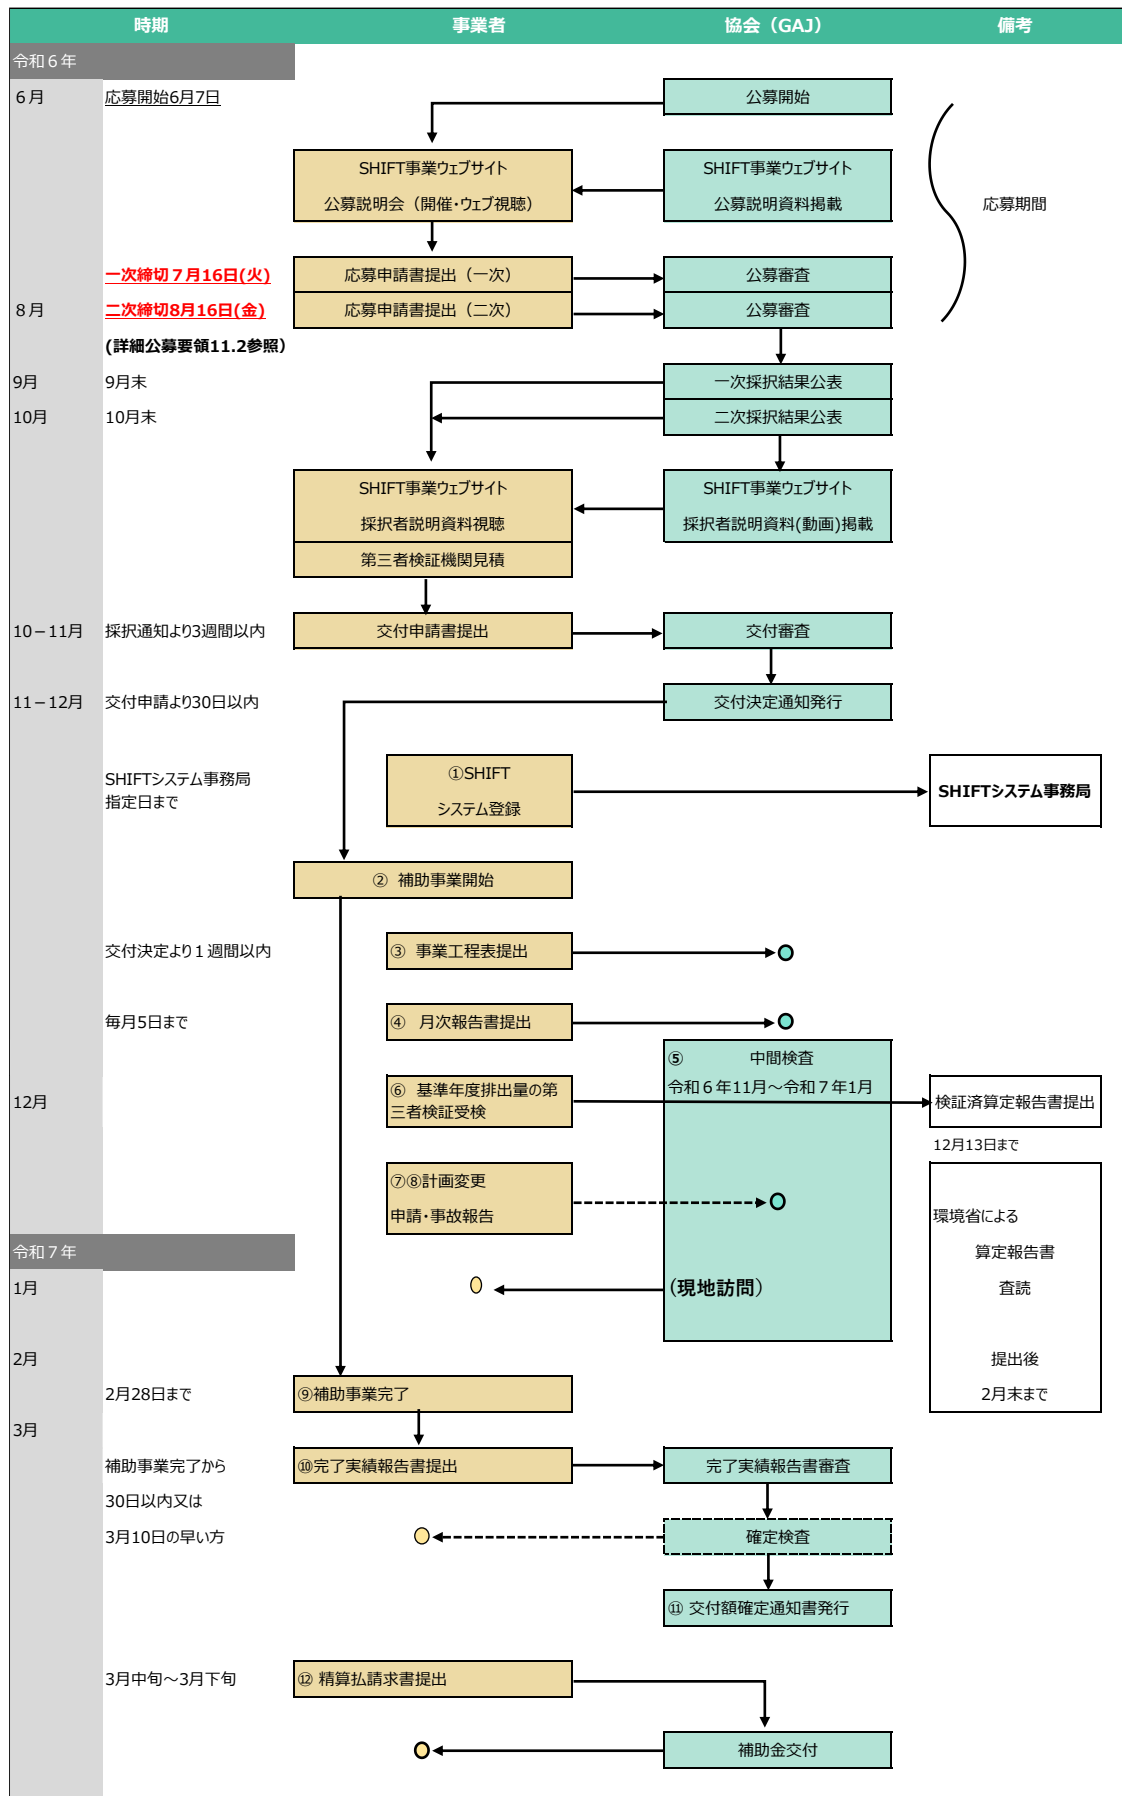 時期 事業者 協会（GAJ） 備考
令和６年
６月 応募開始6月7日 公募開始
SHIFT事業ウェブサイト
公募説明会（開催・ウェブ視聴）
SHIFT事業ウェブサイト
公募説明資料掲載
応募期間
一次締切７月16日(火) 応募申請書提出（一次） 公募審査
８月 二次締切8月16日(金) 応募申請書提出（二次） 公募審査
(詳細公募要領11.2参照）
9月 9月末 一次採択結果公表
10月 10月末 二次採択結果公表
SHIFT事業ウェブサイト
採択者説明資料視聴
SHIFT事業ウェブサイト
採択者説明資料(動画)掲載
第三者検証機関見積
10－11月 採択通知より3週間以内 交付申請書提出 交付審査
11－12月 交付申請より30日以内 交付決定通知発行
SHIFTシステム事務局
指定日まで
①SHIFT
システム登録
SHIFTシステム事務局
② 補助事業開始
交付決定より１週間以内 ③ 事業工程表提出
毎月5日まで ④ 月次報告書提出
⑤ 中間検査
令和６年11月～令和７年1月
12月
⑥ 基準年度排出量の第
三者検証受検
検証済算定報告書提出
12月13日まで
⑦⑧計画変更
申請・事故報告
環境省による
算定報告書
査読
提出後
2月末まで
令和７年
1月 （現地訪問）
2月
2月28日まで ⑨補助事業完了
3月
補助事業完了から
30日以内又は
3月10日の早い方
⑩完了実績報告書提出 完了実績報告書審査
確定検査
⑪ 交付額確定通知書発行
3月中旬～3月下旬 ⑫ 精算払請求書提出
補助金交付